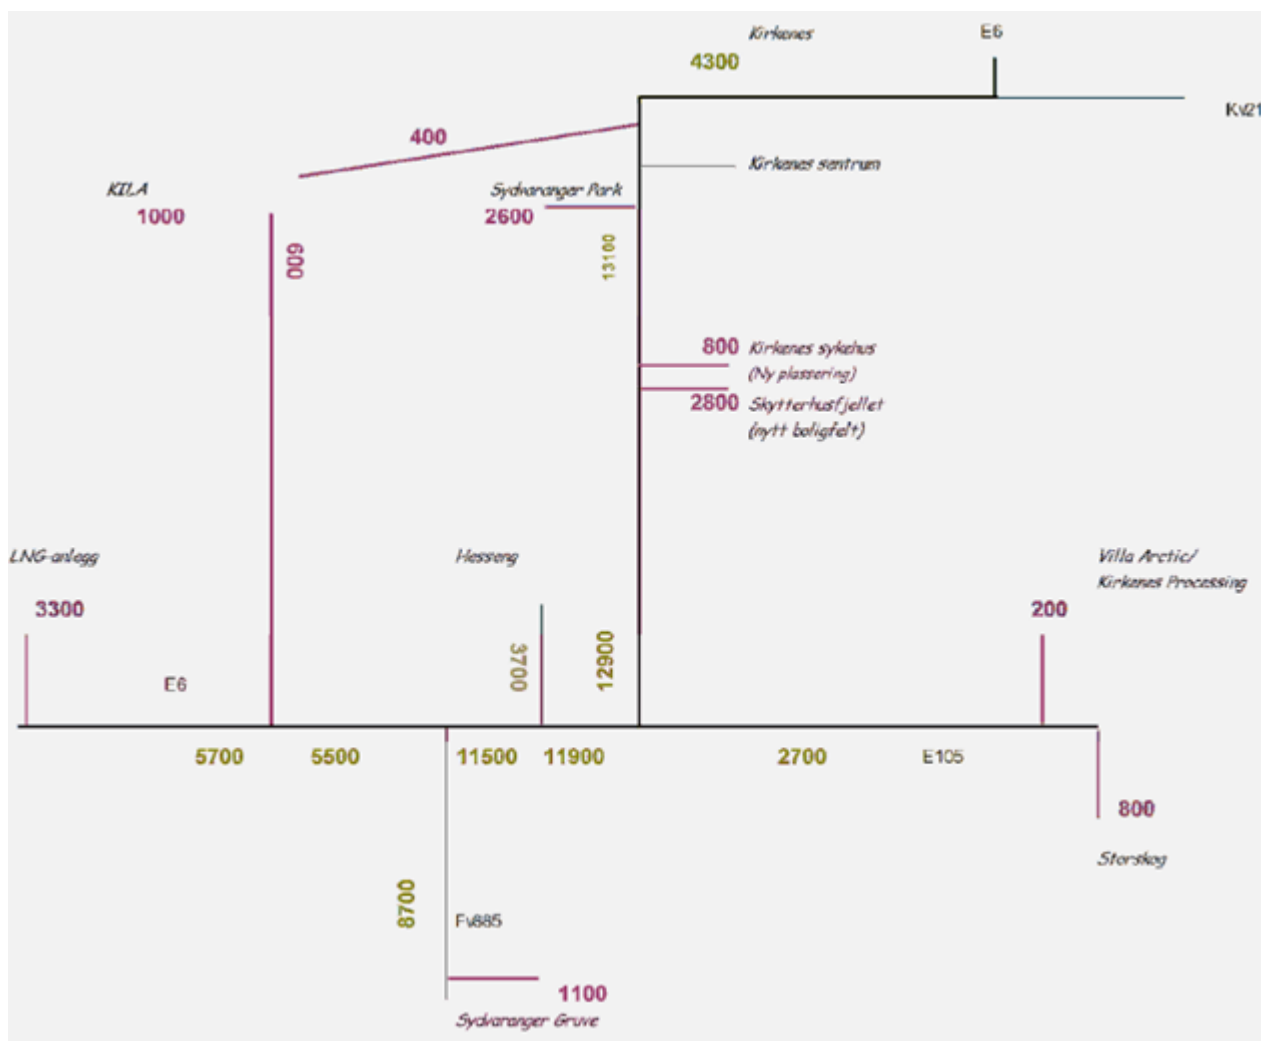 Kirkenes
E6
4300
Kv21
400
Kirkenes sentrum
KILA
1000
Sydvaranger Park
2600
600
13100
800 Kirkenes sykehus
(Ny plassering)
2800 Skytterhusfjellet
(nytt boligfelt)
LNG-anlegg
Hesseng
Villa Arctic/
Kirkenes Processing
3300
200
3700
12900
E6
5700
5500
11500
11900
2700
E105
800
Storskog
8700
Fv885
1100
Sydvaranger Gruve